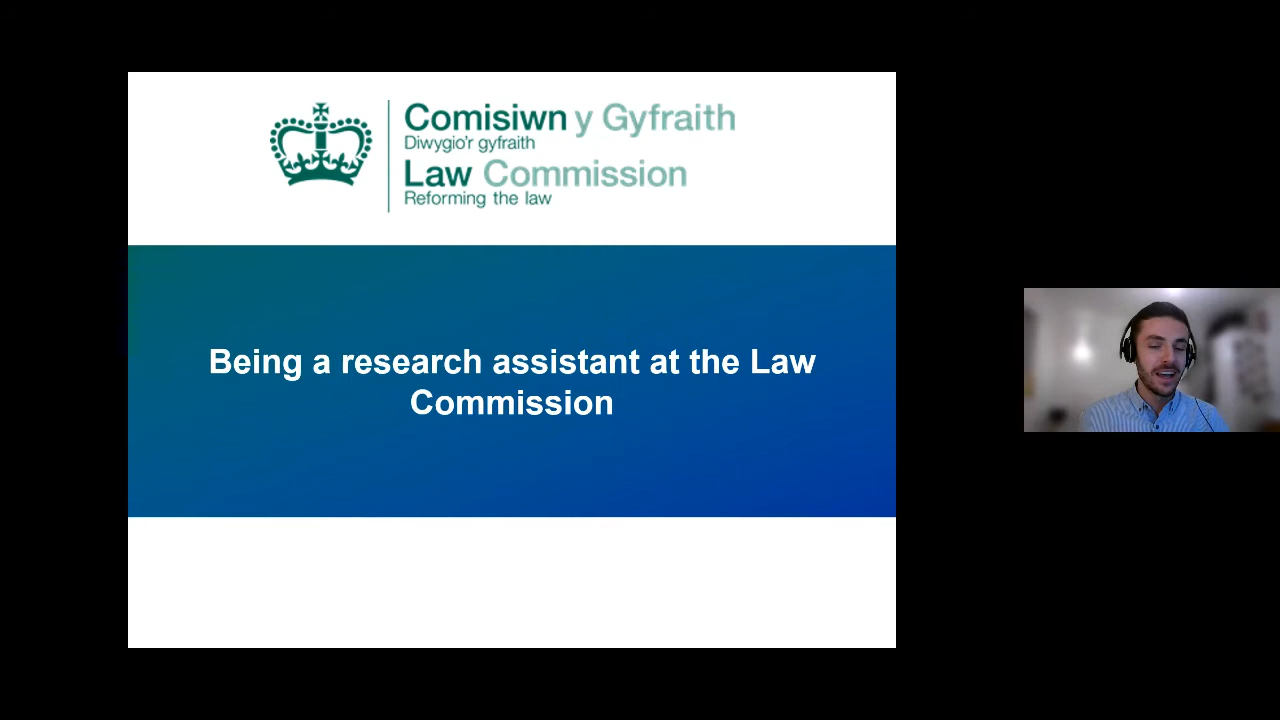 Comisiwn y Gyfraith
Diwygio'r gyfraith
Law Commission
Reforming the law
Being a research assistant at the Law
Commission